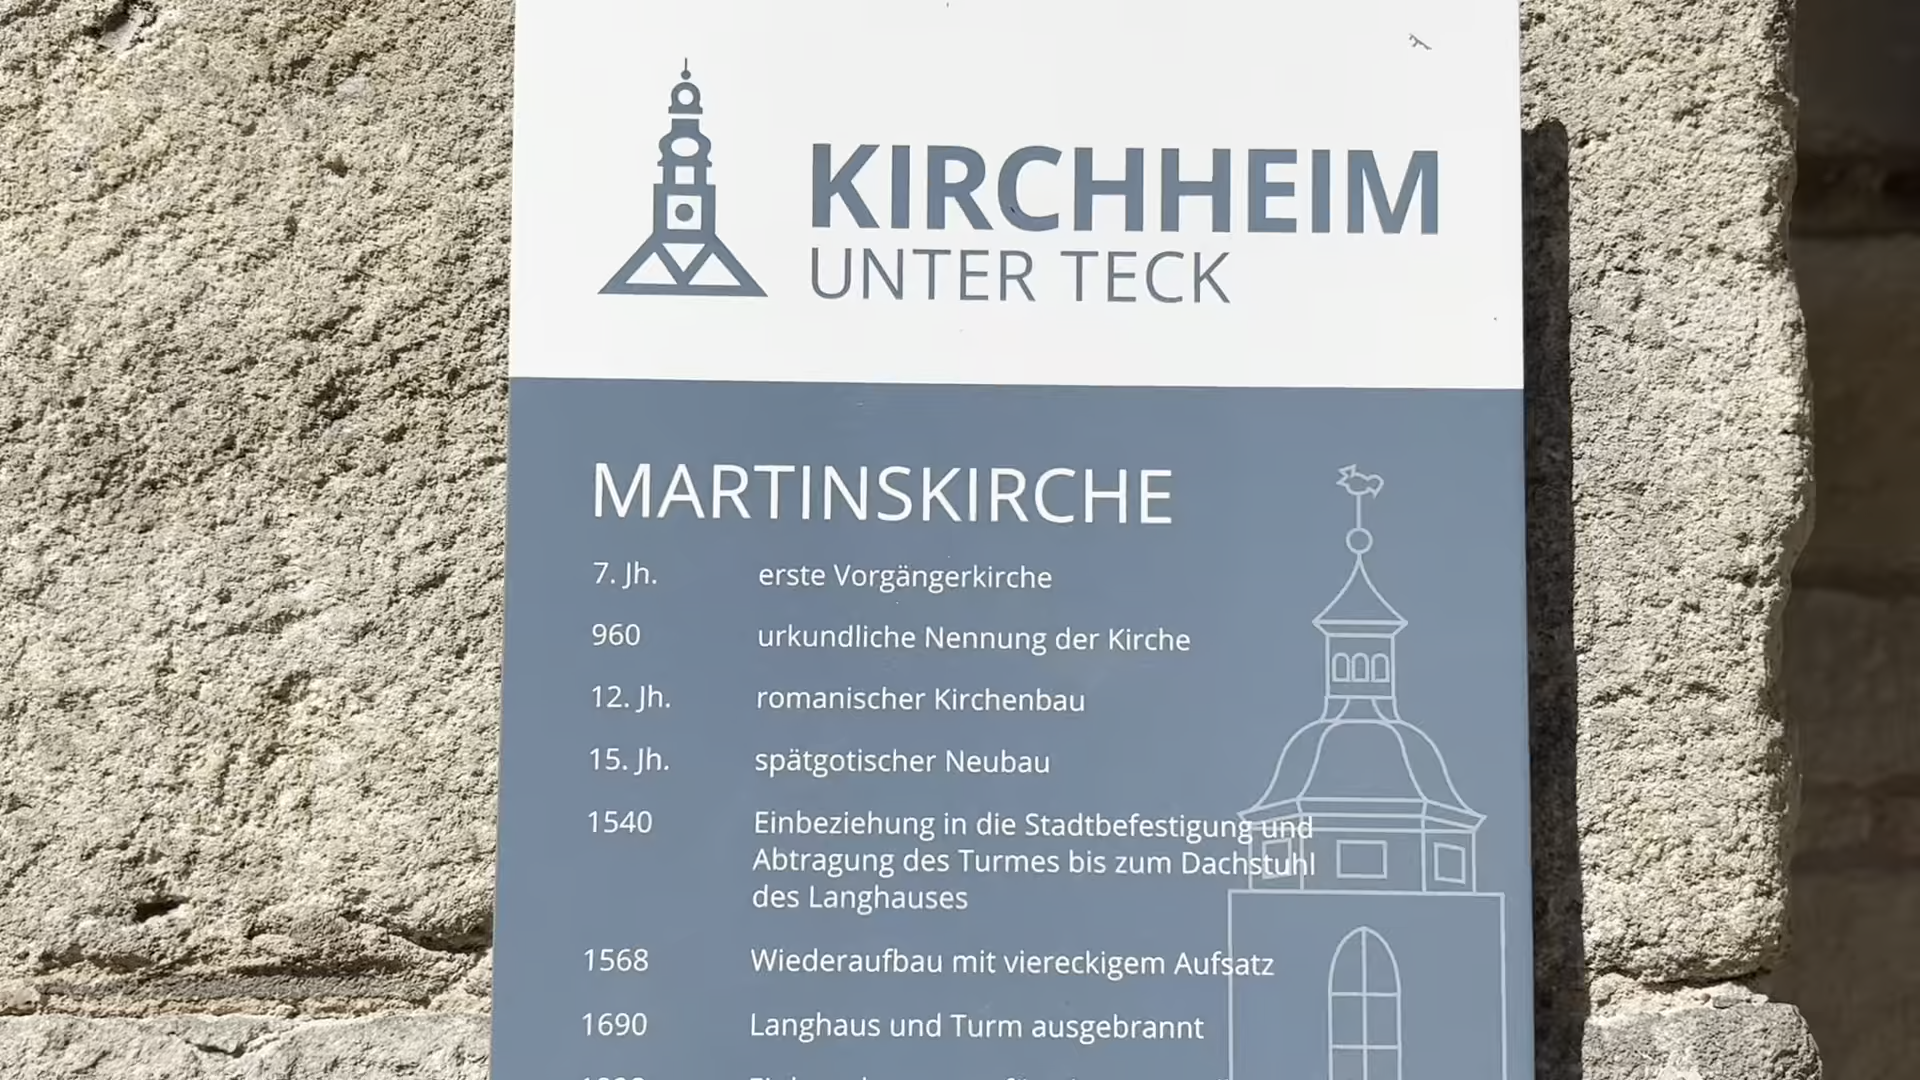 KIRCHHEIM
UNTER TECK
MARTINSKIRCHE
7. Jh. erste Vorgängerkirche
960 urkundliche Nennung der Kirche
12. Jh. romanischer Kirchenbau
15. Jh. spätgotischer Neubau
1540 Einbeziehung in die Stadtbefestigung und
Abtragung des Turmes bis zum Dachstuhl
des Langhauses
1568 Wiederaufbau mit viereckigem Aufsatz
1690 Langhaus und Turm ausgebrannt